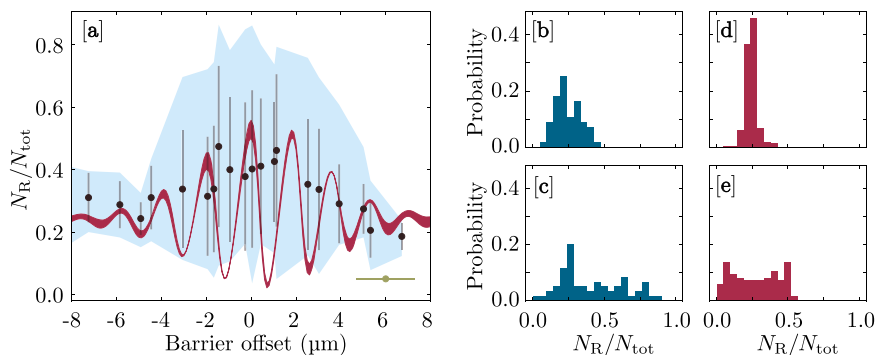 [a]
0.8
0.6
0.4
0.2
0.0
N_R/N_tot
-8 -6 -4 -2 0 2 4 6 8
Barrier offset (µm)
[b]
0.4
0.2
0.0
Probability
[d]
[c]
0.4
0.2
0.0
Probability
0.0 0.5 1.0
N_R/N_tot
[e]
0.0 0.5 1.0
N_R/N_tot